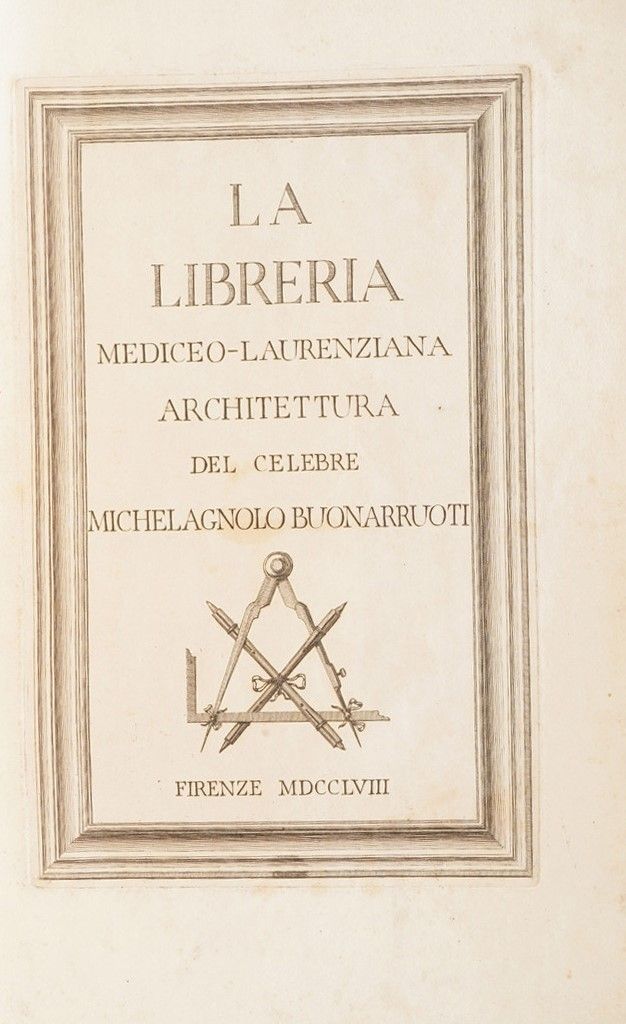 LA
LIBRERIA
MEDICEO-LAURENZIANA
ARCHITETTURA
DEL CELEBRE
MICHELAGNOLO BUONARRUOTI
FIRENZE MDCCLVIII